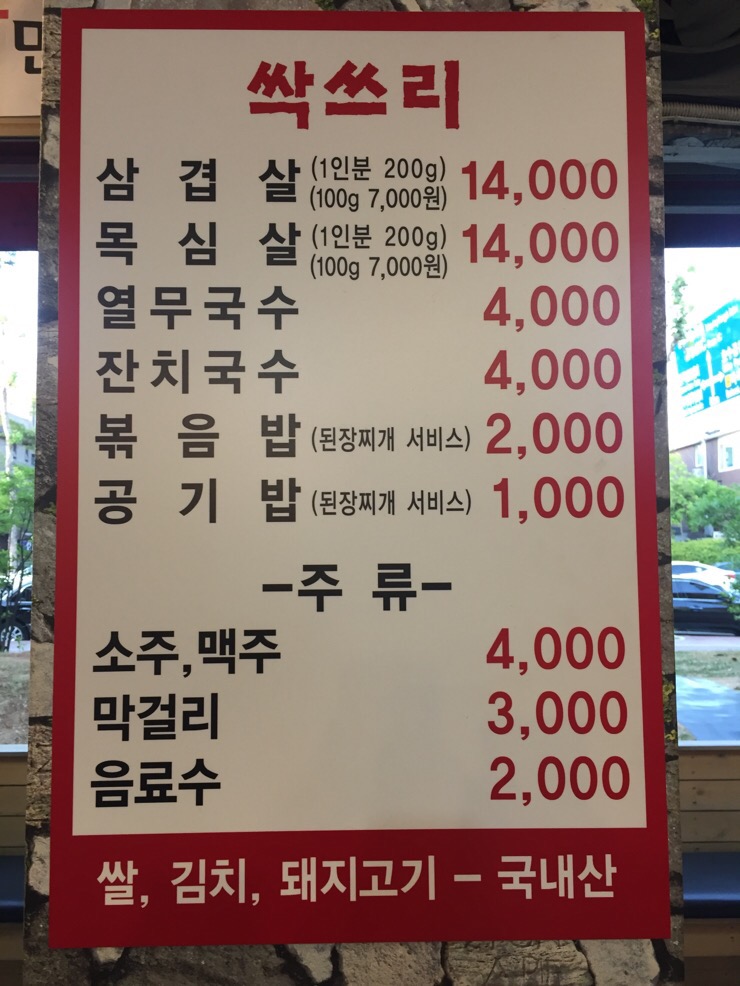 싹쓰리
삼겹살 (1인분 200g) 14,000
(100g 7,000원)
목심살 (1인분 200g) 14,000
(100g 7,000원)
열무국수 4,000
잔치국수 4,000
볶음밥 (된장찌개 서비스) 2,000
공기밥 (된장찌개 서비스) 1,000
-주 류-
소주,맥주 4,000
막걸리 3,000
음료수 2,000
쌀, 김치, 돼지고기 - 국내산